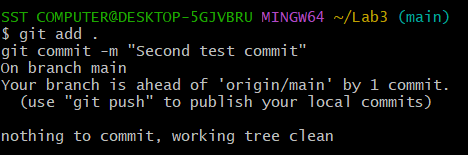 SST COMPUTER@DESKTOP-5GJVBRU MINGW64 ~/Lab3 (main)
$ git add .
git commit -m "Second test commit"
On branch main
Your branch is ahead of 'origin/main' by 1 commit.
  (use "git push" to publish your local commits)

nothing to commit, working tree clean